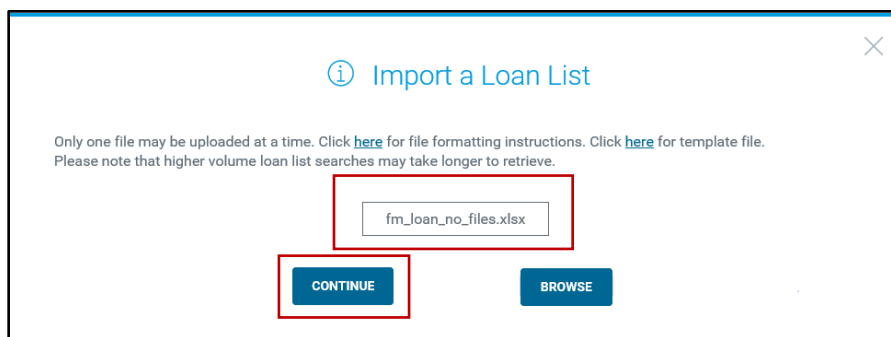 Import a Loan List
Only one file may be uploaded at a time. Click here for file formatting instructions. Click here for template file.
Please note that higher volume loan list searches may take longer to retrieve.
fm_loan_no_files.xlsx
CONTINUE
BROWSE